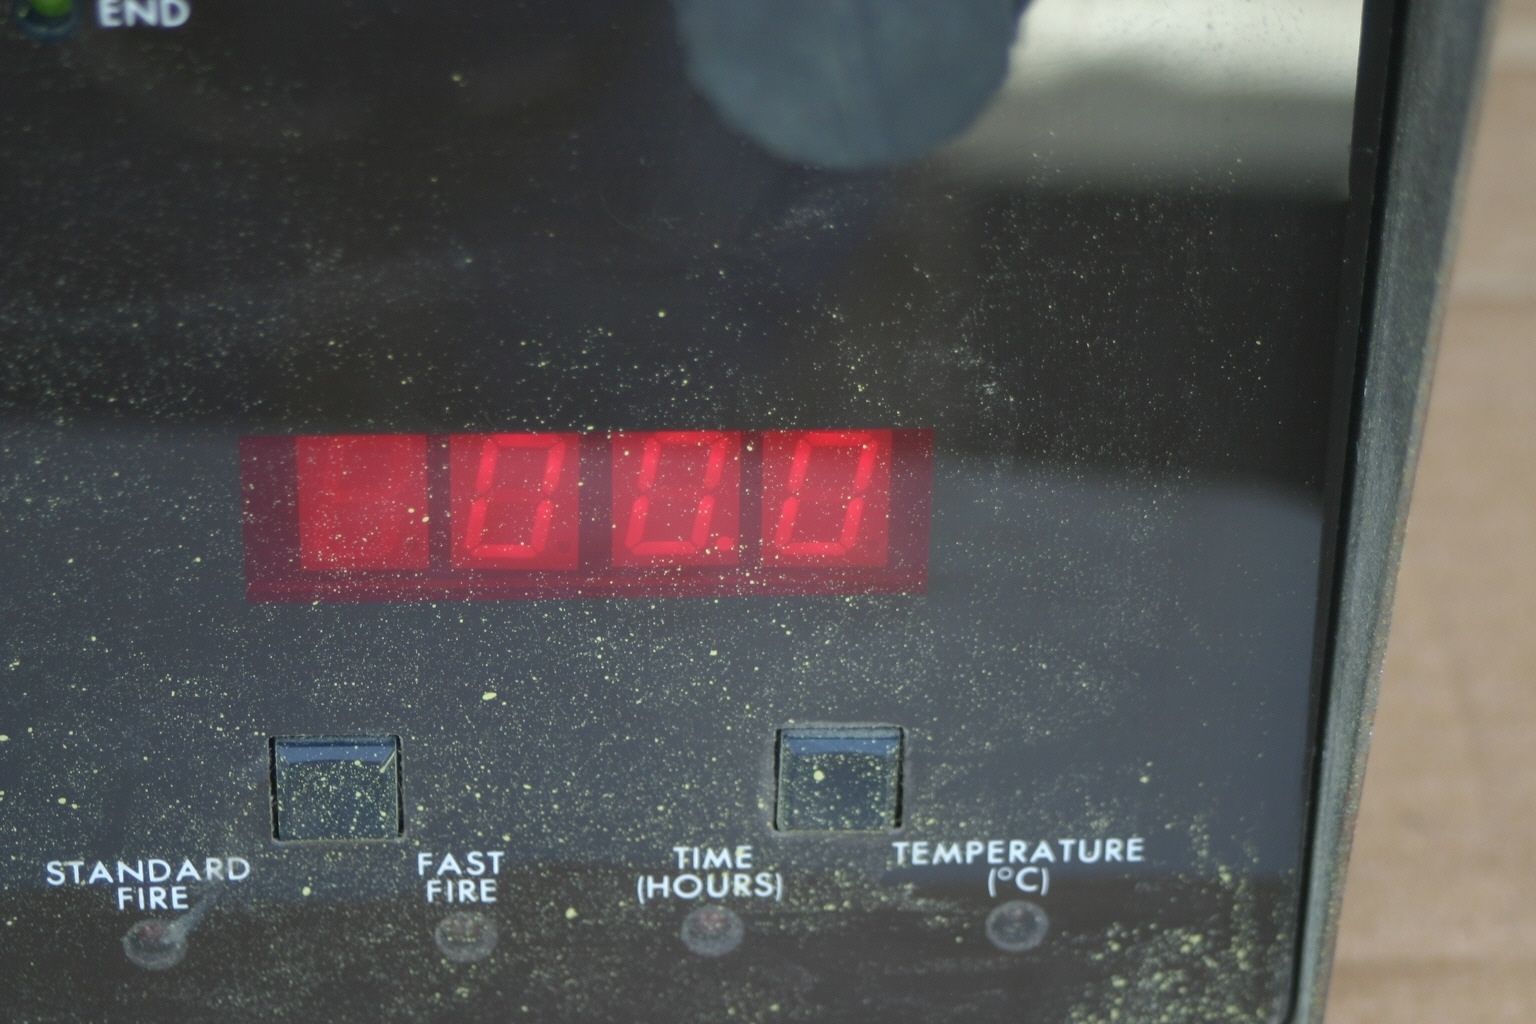 END
00.0
STANDARD FIRE
FAST FIRE
TIME (HOURS)
TEMPERATURE (°C)